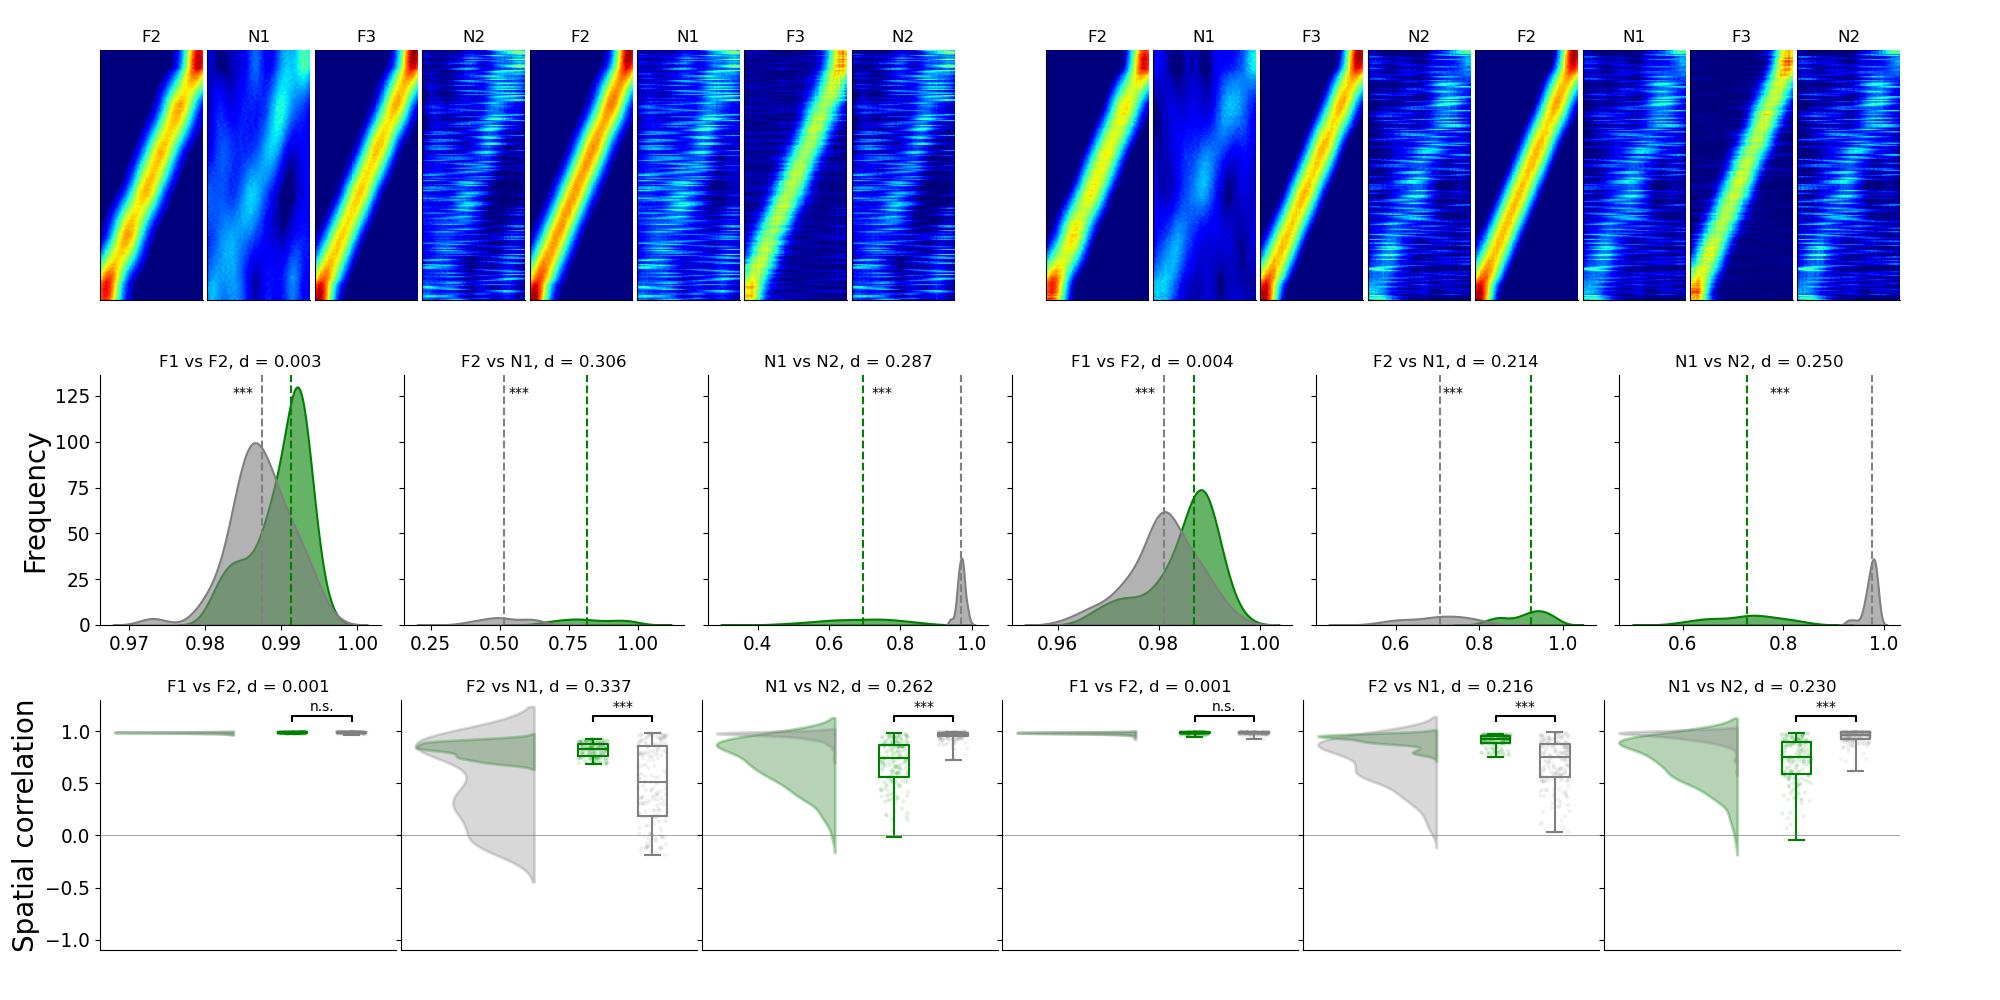 F2 N1 F3 N2 F2 N1 F3 N2 F2 N1 F3 N2 F2 N1 F3 N2
F1 vs F2, d = 0.003
F2 vs N1, d = 0.306
N1 vs N2, d = 0.287
F1 vs F2, d = 0.004
F2 vs N1, d = 0.214
N1 vs N2, d = 0.250
*** *** *** *** *** ***
Frequency
125
100
75
50
25
0
0.97 0.98 0.99 1.00
0.25 0.50 0.75 1.00
0.4 0.6 0.8 1.0
0.96 0.98 1.00
0.6 0.8 1.0
0.6 0.8 1.0
F1 vs F2, d = 0.001
F2 vs N1, d = 0.337
N1 vs N2, d = 0.262
F1 vs F2, d = 0.001
F2 vs N1, d = 0.216
N1 vs N2, d = 0.230
n.s. *** *** n.s. *** ***
Spatial correlation
1.0
0.5
0.0
−0.5
−1.0